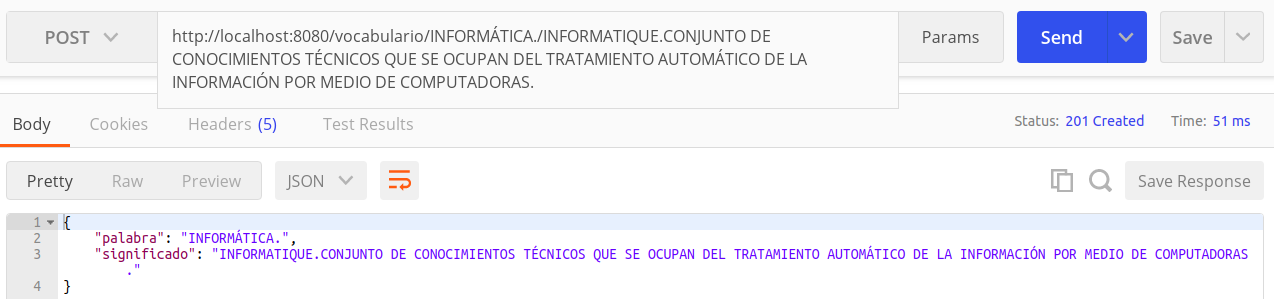 POST
http://localhost:8080/vocabulario/INFORMÁTICA./INFORMATIQUE.CONJUNTO DE
CONOCIMIENTOS TÉCNICOS QUE SE OCUPAN DEL TRATAMIENTO AUTOMÁTICO DE LA
INFORMACIÓN POR MEDIO DE COMPUTADORAS.
Params
Send
Save
Body Cookies Headers (5) Test Results
Status: 201 Created Time: 51 ms
Pretty Raw Preview JSON
Save Response
1 {
2 "palabra": "INFORMÁTICA.",
3 "significado": "INFORMATIQUE.CONJUNTO DE CONOCIMIENTOS TÉCNICOS QUE SE OCUPAN DEL TRATAMIENTO AUTOMÁTICO DE LA INFORMACIÓN POR MEDIO DE COMPUTADORAS
."
4 }